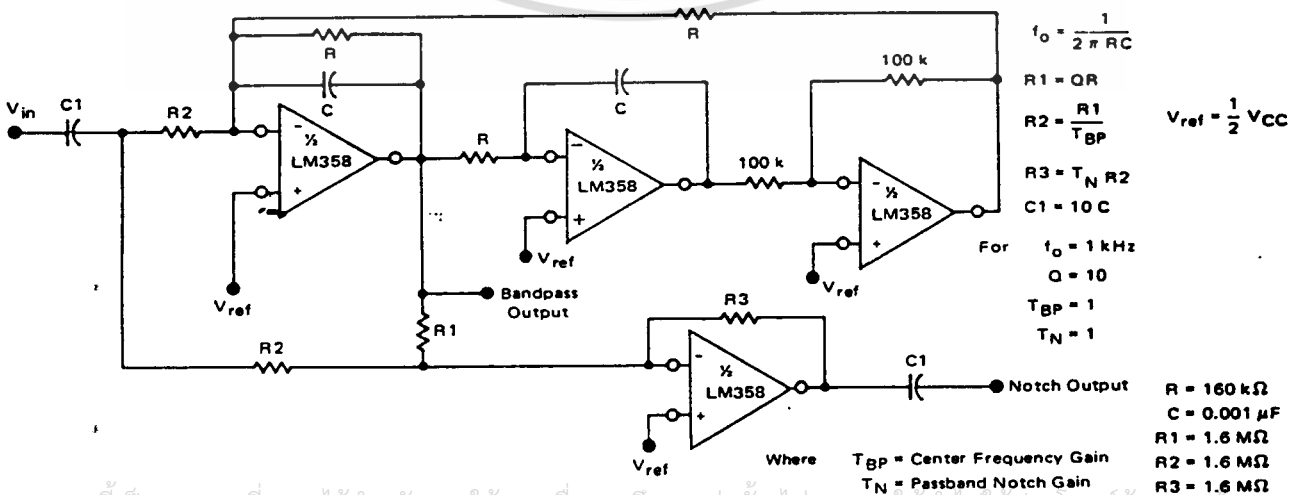 R
R
C
V_in
C1
R2
-
½
LM358
+
V_ref
R
C
-
½
LM358
+
V_ref
100 k
100 k
-
½
LM358
+
V_ref
Bandpass
Output
R1
R2
R3
-
½
LM358
+
V_ref
C1
Notch Output
f_o = 1 / 2 π RC
R1 = QR
R2 = R1 / T_BP
R3 = T_N R2
C1 = 10 C
V_ref = 1/2 V_CC
For f_o = 1 kHz
Q = 10
T_BP = 1
T_N = 1
Where T_BP = Center Frequency Gain
T_N = Passband Notch Gain
R = 160 kΩ
C = 0.001 μF
R1 = 1.6 MΩ
R2 = 1.6 MΩ
R3 = 1.6 MΩ